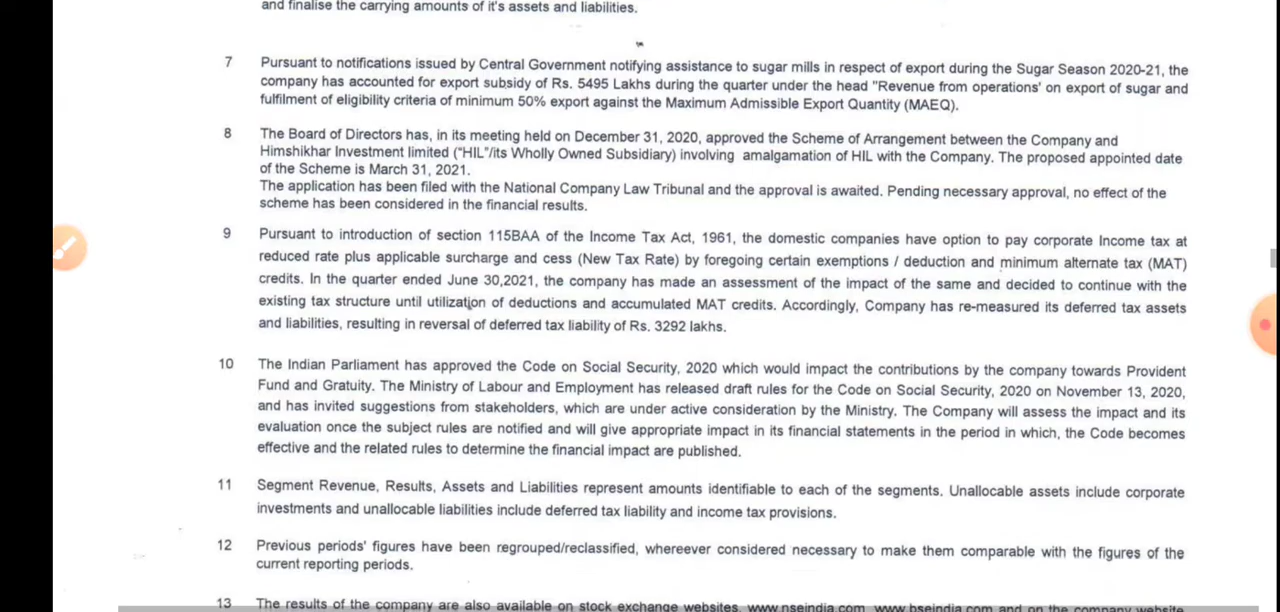 and finalise the carrying amounts of it's assets and liabilities.
7 Pursuant to notifications issued by Central Government notifying assistance to sugar mills in respect of export during the Sugar Season 2020-21, the
company has accounted for export subsidy of Rs. 5495 Lakhs during the quarter under the head "Revenue from operations' on export of sugar and
fulfilment of eligibility criteria of minimum 50% export against the Maximum Admissible Export Quantity (MAEQ).
8 The Board of Directors has, in its meeting held on December 31, 2020, approved the Scheme of Arrangement between the Company and
Himshikhar Investment limited ("HIL"/its Wholly Owned Subsidiary) involving amalgamation of HIL with the Company. The proposed appointed date
of the Scheme is March 31, 2021.
The application has been filed with the National Company Law Tribunal and the approval is awaited. Pending necessary approval, no effect of the
scheme has been considered in the financial results.
9 Pursuant to introduction of section 115BAA of the Income Tax Act, 1961, the domestic companies have option to pay corporate Income tax at
reduced rate plus applicable surcharge and cess (New Tax Rate) by foregoing certain exemptions / deduction and minimum alternate tax (MAT)
credits. In the quarter ended June 30,2021, the company has made an assessment of the impact of the same and decided to continue with the
existing tax structure until utilization of deductions and accumulated MAT credits. Accordingly, Company has re-measured its deferred tax assets
and liabilities, resulting in reversal of deferred tax liability of Rs. 3292 lakhs.
10 The Indian Parliament has approved the Code on Social Security, 2020 which would impact the contributions by the company towards Provident
Fund and Gratuity. The Ministry of Labour and Employment has released draft rules for the Code on Social Security, 2020 on November 13, 2020,
and has invited suggestions from stakeholders, which are under active consideration by the Ministry. The Company will assess the impact and its
evaluation once the subject rules are notified and will give appropriate impact in its financial statements in the period in which, the Code becomes
effective and the related rules to determine the financial impact are published.
11 Segment Revenue, Results, Assets and Liabilities represent amounts identifiable to each of the segments. Unallocable assets include corporate
investments and unallocable liabilities include deferred tax liability and income tax provisions.
12 Previous periods' figures have been regrouped/reclassified, whereever considered necessary to make them comparable with the figures of the
current reporting periods.
13 The results of the company are also available on stock exchange websites, www.nseindia.com, www.bseindia.com and on the company website